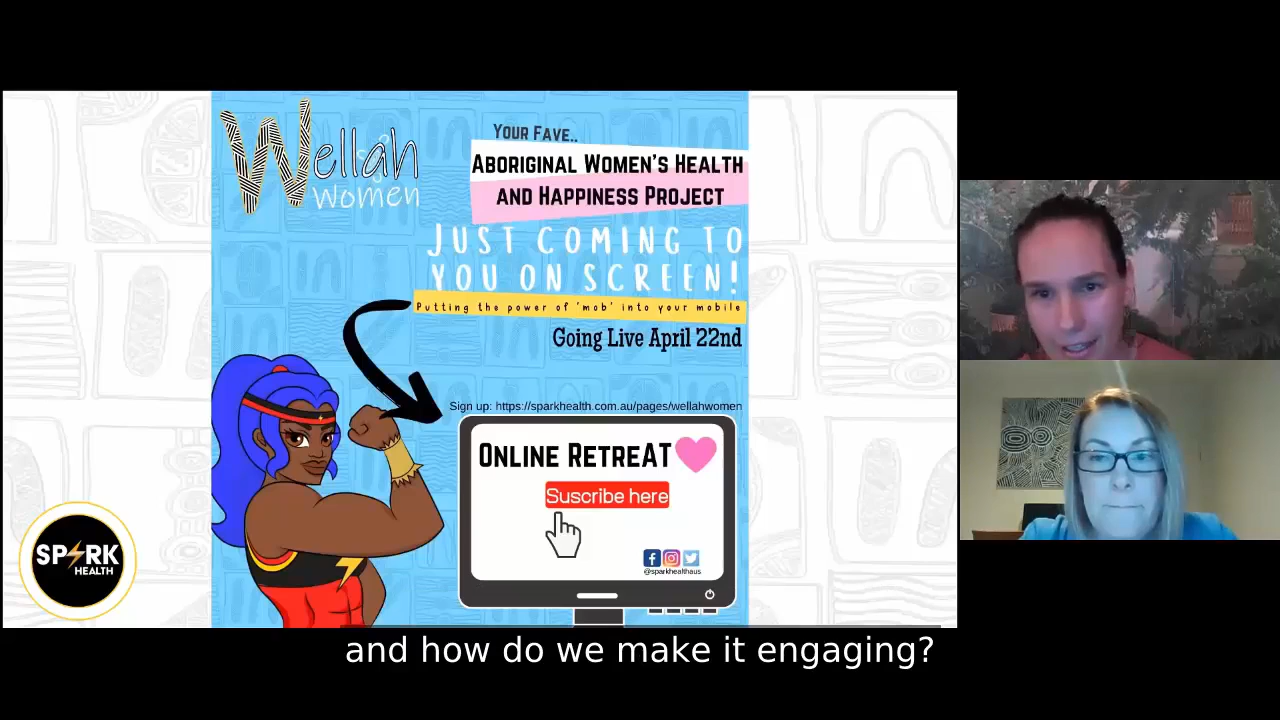 Wellah
Women
YOUR FAVE..
ABORIGINAL WOMEN'S HEALTH
AND HAPPINESS PROJECT
JUST COMING TO
YOU ON SCREEN!
Putting the power of 'mob' into your mobile
Going Live April 22nd
Sign up: https://sparkhealth.com.au/pages/wellahwomen
ONLINE RETREAT
Suscribe here
@sparkhealthaus
SPARK
HEALTH
and how do we make it engaging?